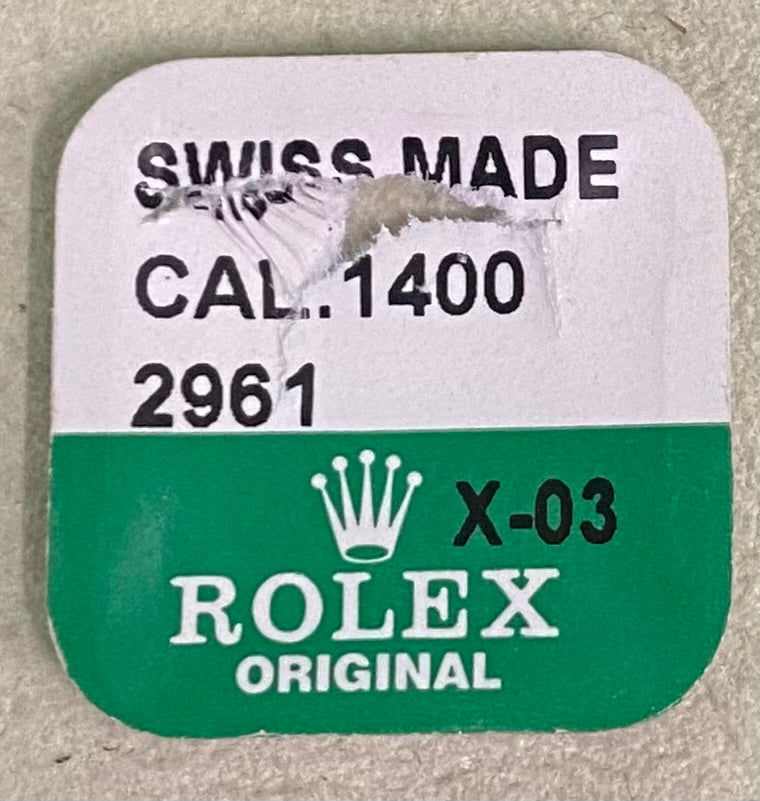 SWISS MADE
CAL.1400
2961
X-03
ROLEX
ORIGINAL